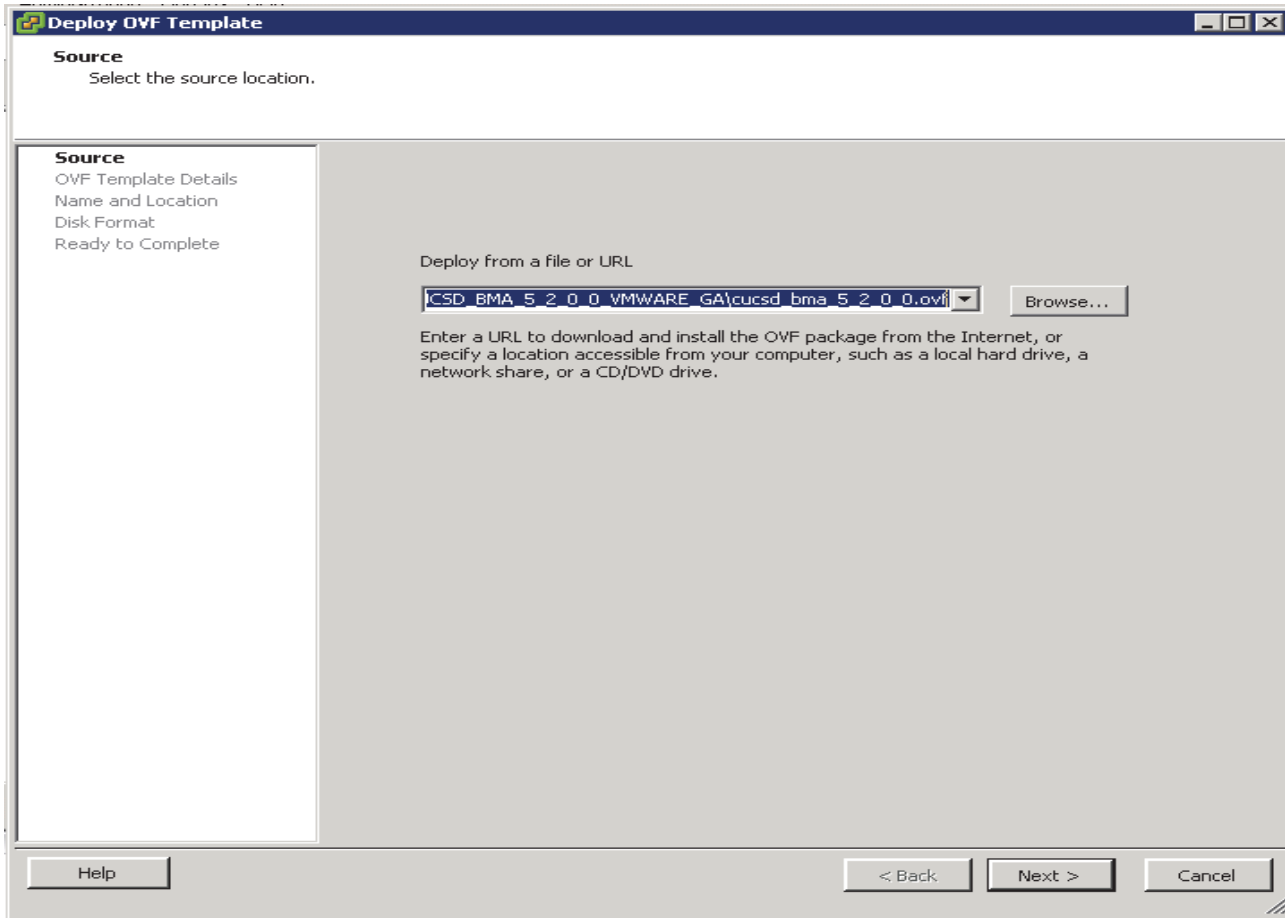 Deploy OVF Template
Source
Select the source location.
Source
OVF Template Details
Name and Location
Disk Format
Ready to Complete
Deploy from a file or URL
CSD_BMA_5_2_0_0_VMWARE_GA\cucsd_bma_5_2_0_0.ovf
Browse...
Enter a URL to download and install the OVF package from the Internet, or
specify a location accessible from your computer, such as a local hard drive, a
network share, or a CD/DVD drive.
Help
< Back
Next >
Cancel